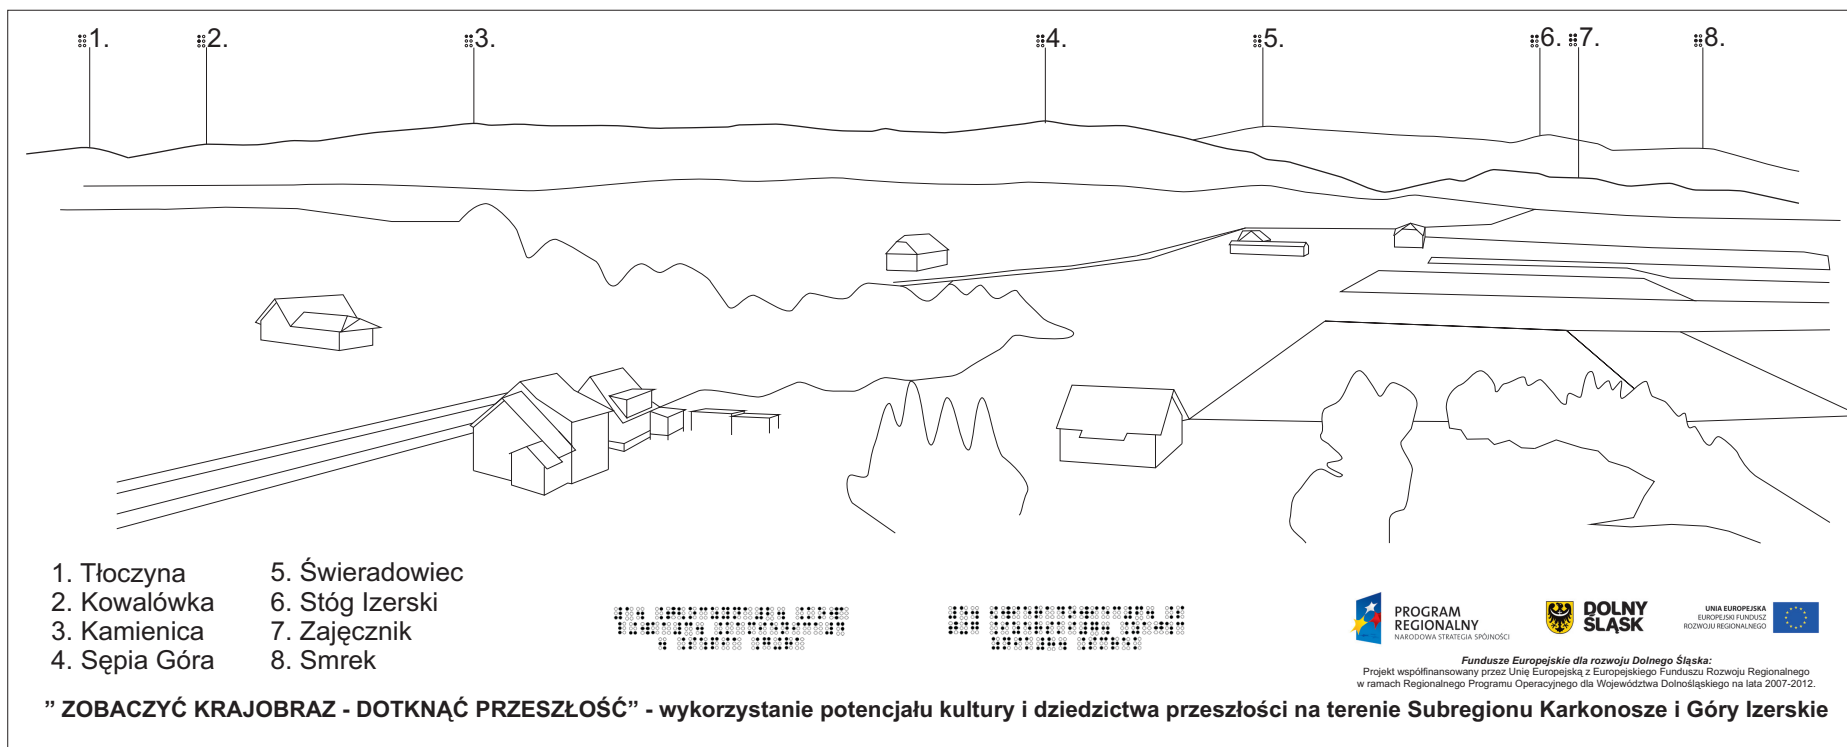 1. 2. 3. 4. 5. 6. 7. 8.
1. Tłoczyna
2. Kowalówka
3. Kamienica
4. Sępia Góra
5. Świeradowiec
6. Stóg Izerski
7. Zajęcznik
8. Smrek
PROGRAM
REGIONALNY
NARODOWA STRATEGIA SPÓJNOŚCI
DOLNY
ŚLĄSK
UNIA EUROPEJSKA
EUROPEJSKI FUNDUSZ
ROZWOJU REGIONALNEGO
Fundusze Europejskie dla rozwoju Dolnego Śląska:
Projekt współfinansowany przez Unię Europejską z Europejskiego Funduszu Rozwoju Regionalnego
w ramach Regionalnego Programu Operacyjnego dla Województwa Dolnośląskiego na lata 2007-2012.
” ZOBACZYĆ KRAJOBRAZ - DOTKNĄĆ PRZESZŁOŚĆ” - wykorzystanie potencjału kultury i dziedzictwa przeszłości na terenie Subregionu Karkonosze i Góry Izerskie